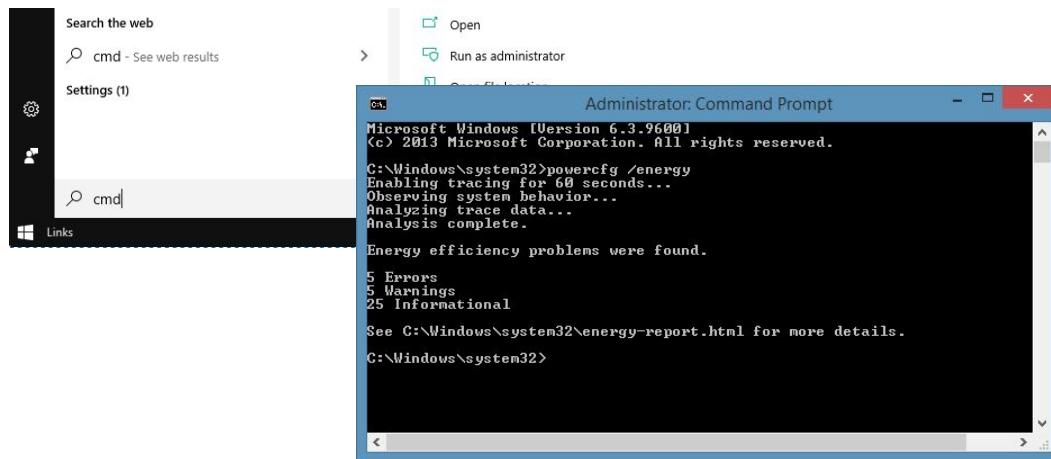 Search the web
cmd - See web results
Settings (1)
cmd
Links
Open
Run as administrator
Open file location
Administrator: Command Prompt
Microsoft Windows [Version 6.3.9600]
(c) 2013 Microsoft Corporation. All rights reserved.
C:\Windows\system32>powercfg /energy
Enabling tracing for 60 seconds...
Observing system behavior...
Analyzing trace data...
Analysis complete.
Energy efficiency problems were found.
5 Errors
5 Warnings
25 Informational
See C:\Windows\system32\energy-report.html for more details.
C:\Windows\system32>